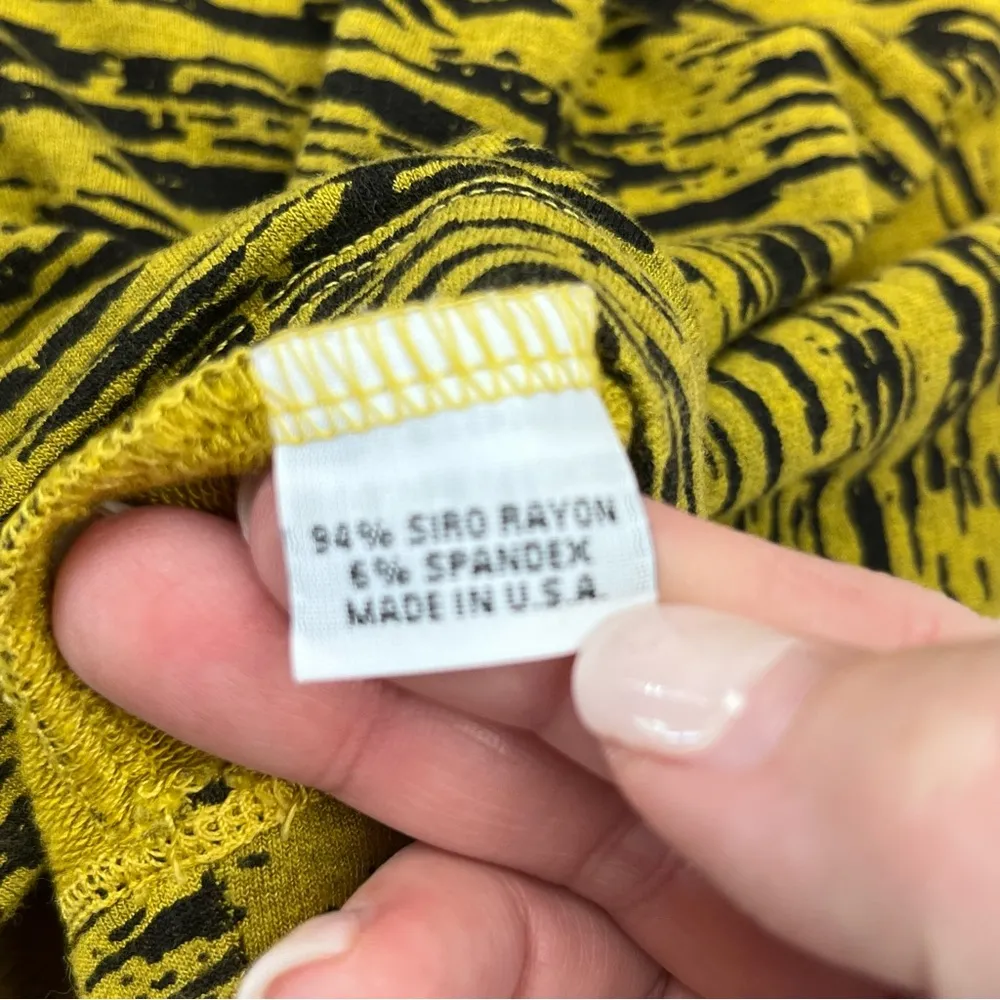 94% SIRO RAYON
6% SPANDEX
MADE IN U.S.A.